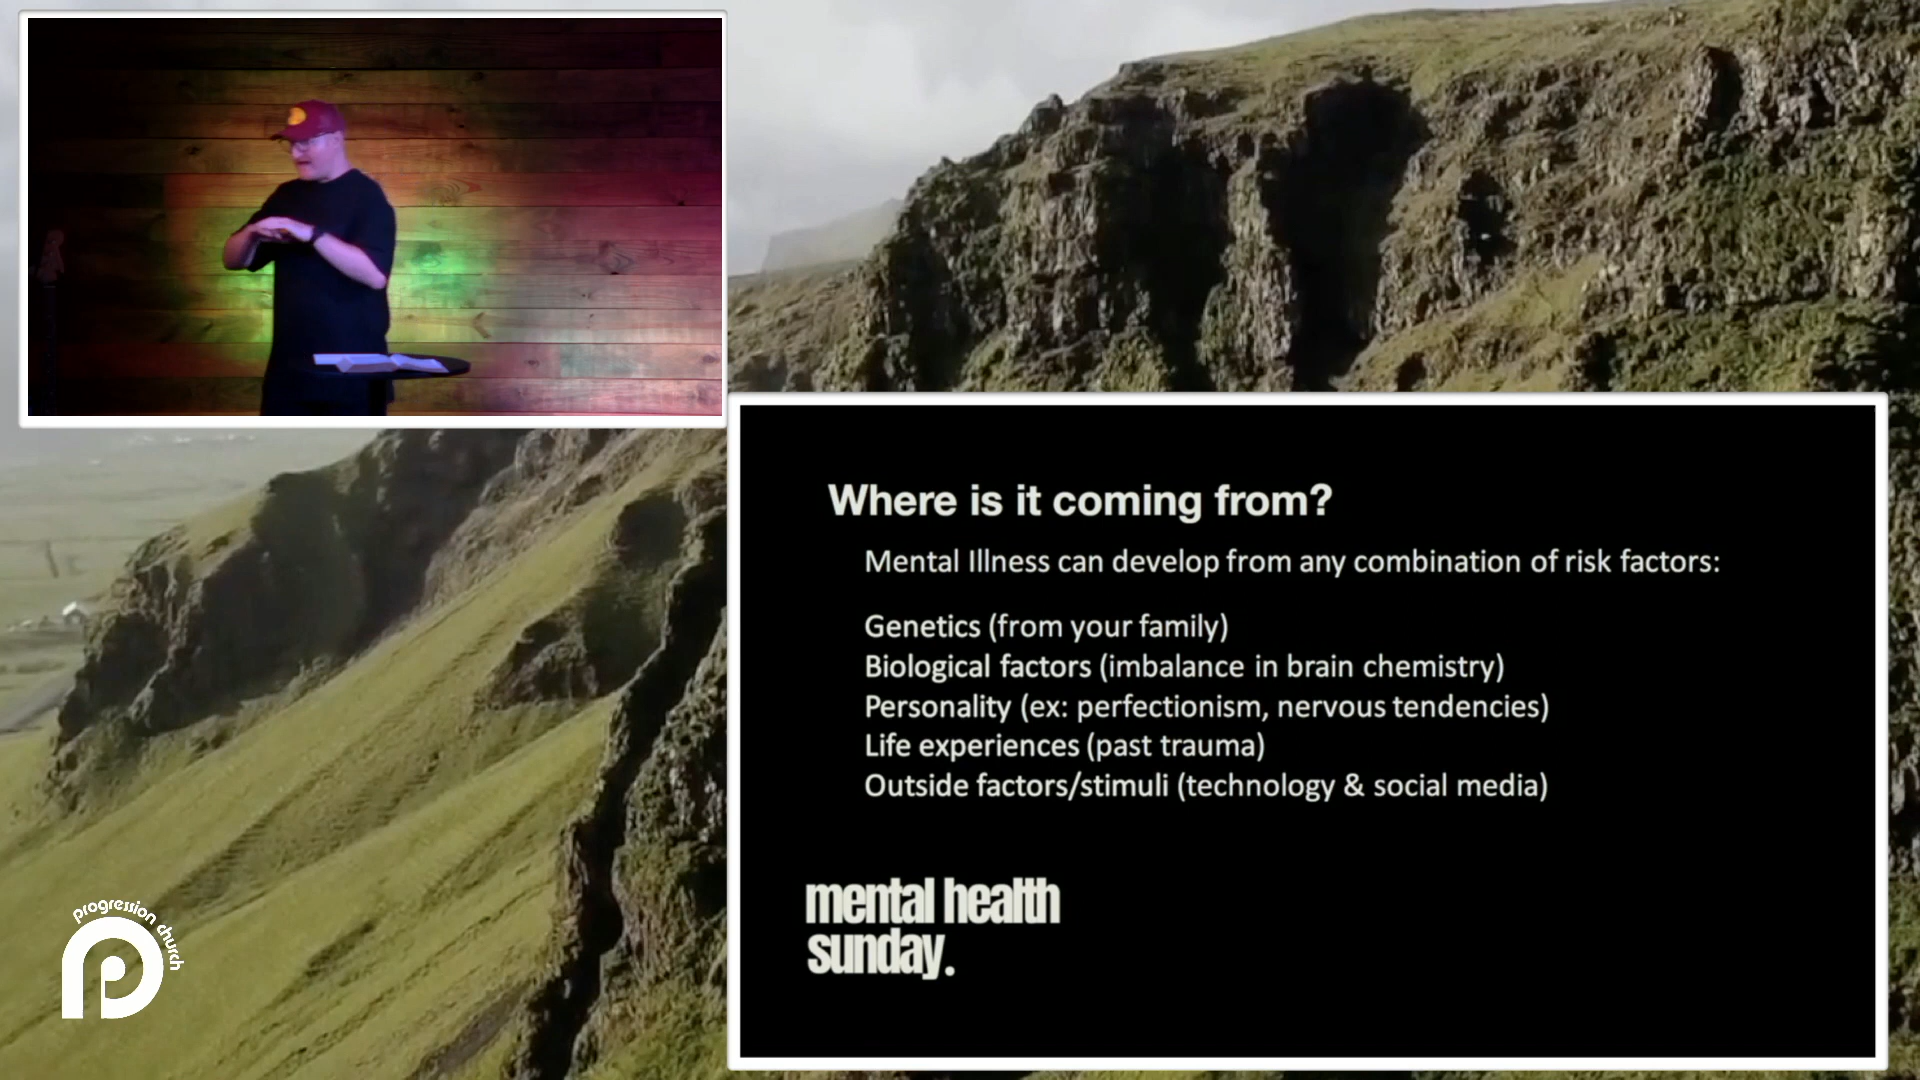 Where is it coming from?
Mental Illness can develop from any combination of risk factors:
Genetics (from your family)
Biological factors (imbalance in brain chemistry)
Personality (ex: perfectionism, nervous tendencies)
Life experiences (past trauma)
Outside factors/stimuli (technology & social media)
mental health
sunday.
progression church